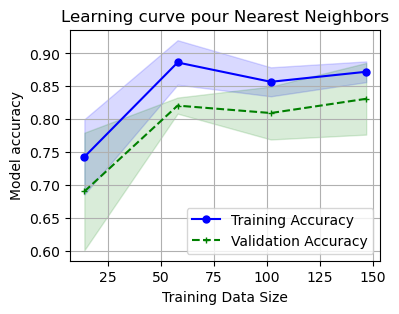 Learning curve pour Nearest Neighbors
Model accuracy
0.90
0.85
0.80
0.75
0.70
0.65
0.60
Training Accuracy
Validation Accuracy
25
50
75
100
125
150
Training Data Size